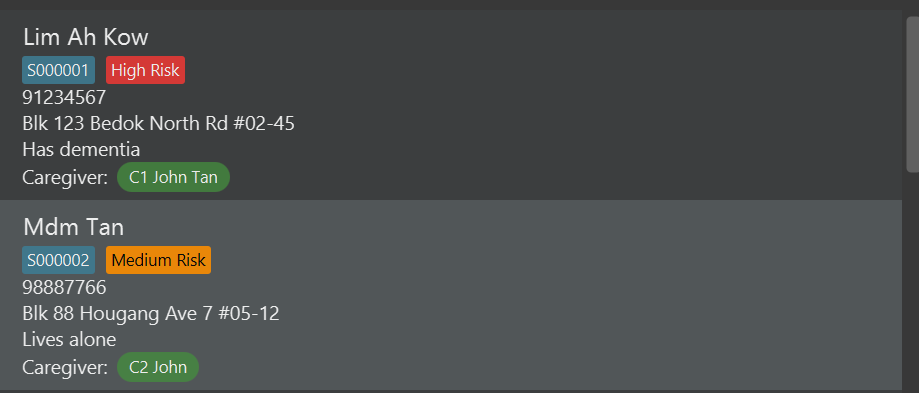 Lim Ah Kow
S000001 High Risk
91234567
Blk 123 Bedok North Rd #02-45
Has dementia
Caregiver: C1 John Tan
Mdm Tan
S000002 Medium Risk
98887766
Blk 88 Hougang Ave 7 #05-12
Lives alone
Caregiver: C2 John